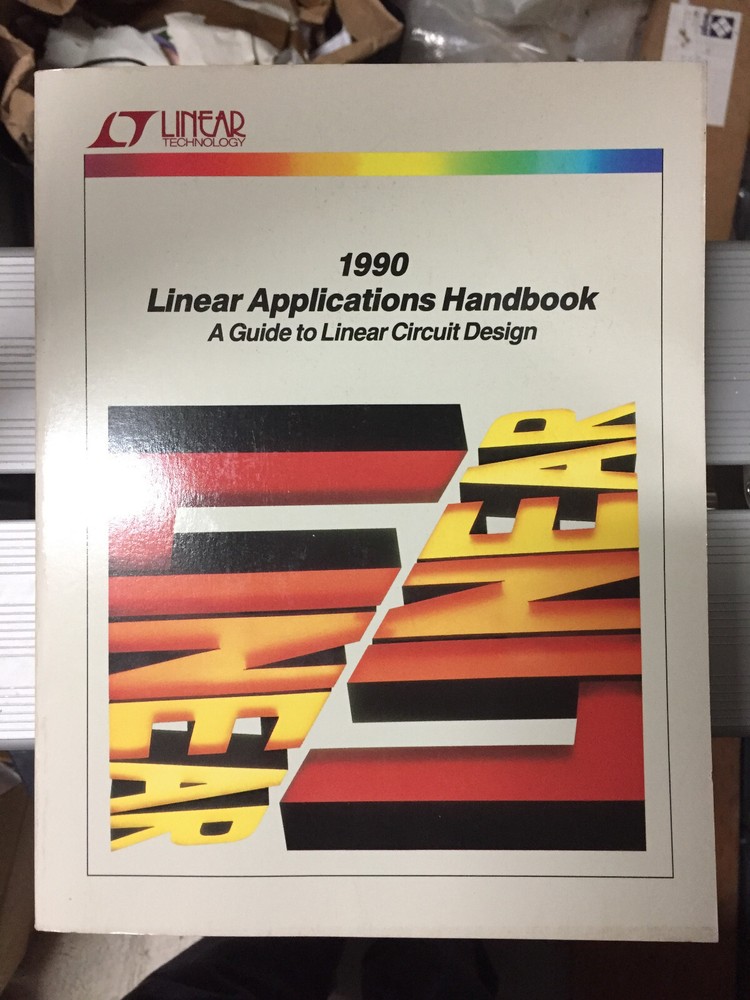 LINEAR
TECHNOLOGY
1990
Linear Applications Handbook
A Guide to Linear Circuit Design
LINEAR
LINEAR